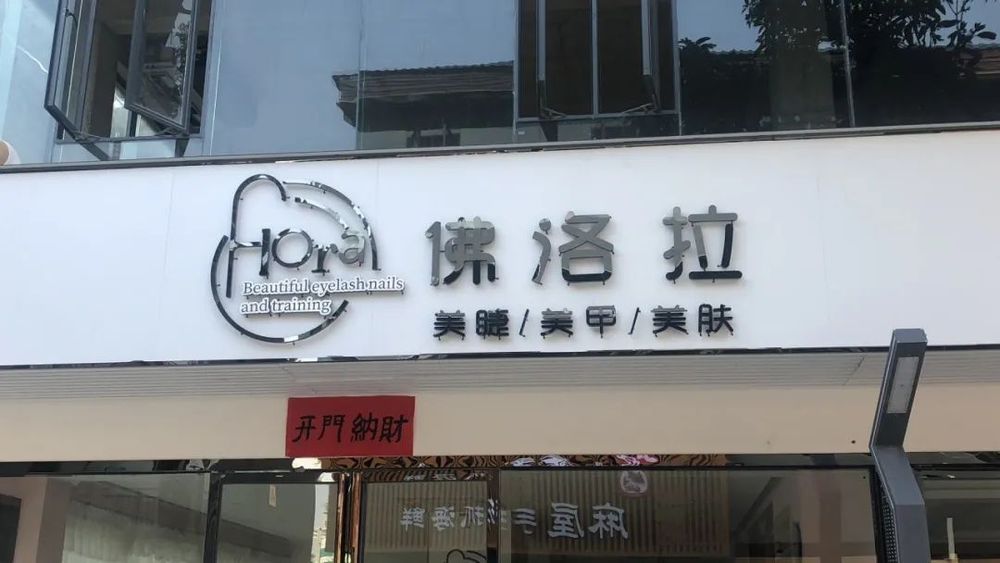 Flora
Beautiful eyelash nails
and training
佛洛拉
美睫/美甲/美肤
开門納財